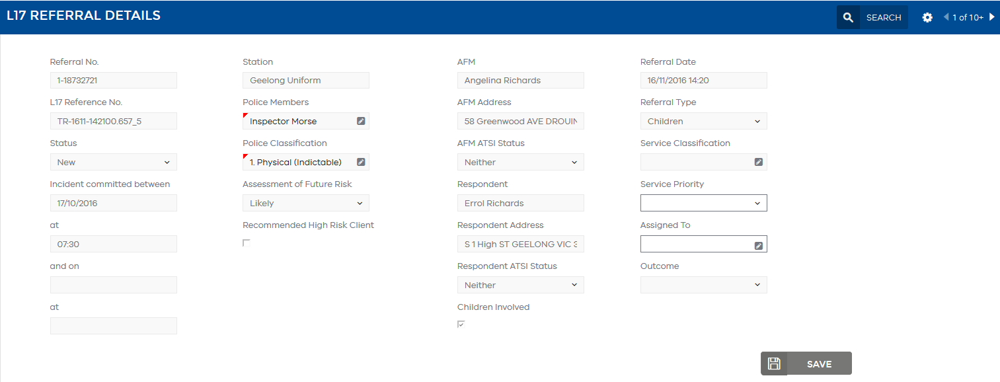 L17 REFERRAL DETAILS
SEARCH
1 of 10+
Referral No.
1-18732721
L17 Reference No.
TR-1611-142100.657_5
Status
New
Incident committed between
17/10/2016
at
07:30
and on
at
Station
Geelong Uniform
Police Members
Inspector Morse
Police Classification
1. Physical (Indictable)
Assessment of Future Risk
Likely
Recommended High Risk Client
AFM
Angelina Richards
AFM Address
58 Greenwood AVE DROUIN
AFM ATSI Status
Neither
Respondent
Errol Richards
Respondent Address
S 1 High ST GEELONG VIC 3
Respondent ATSI Status
Neither
Children Involved
Referral Date
16/11/2016 14:20
Referral Type
Children
Service Classification
Service Priority
Assigned To
Outcome
SAVE